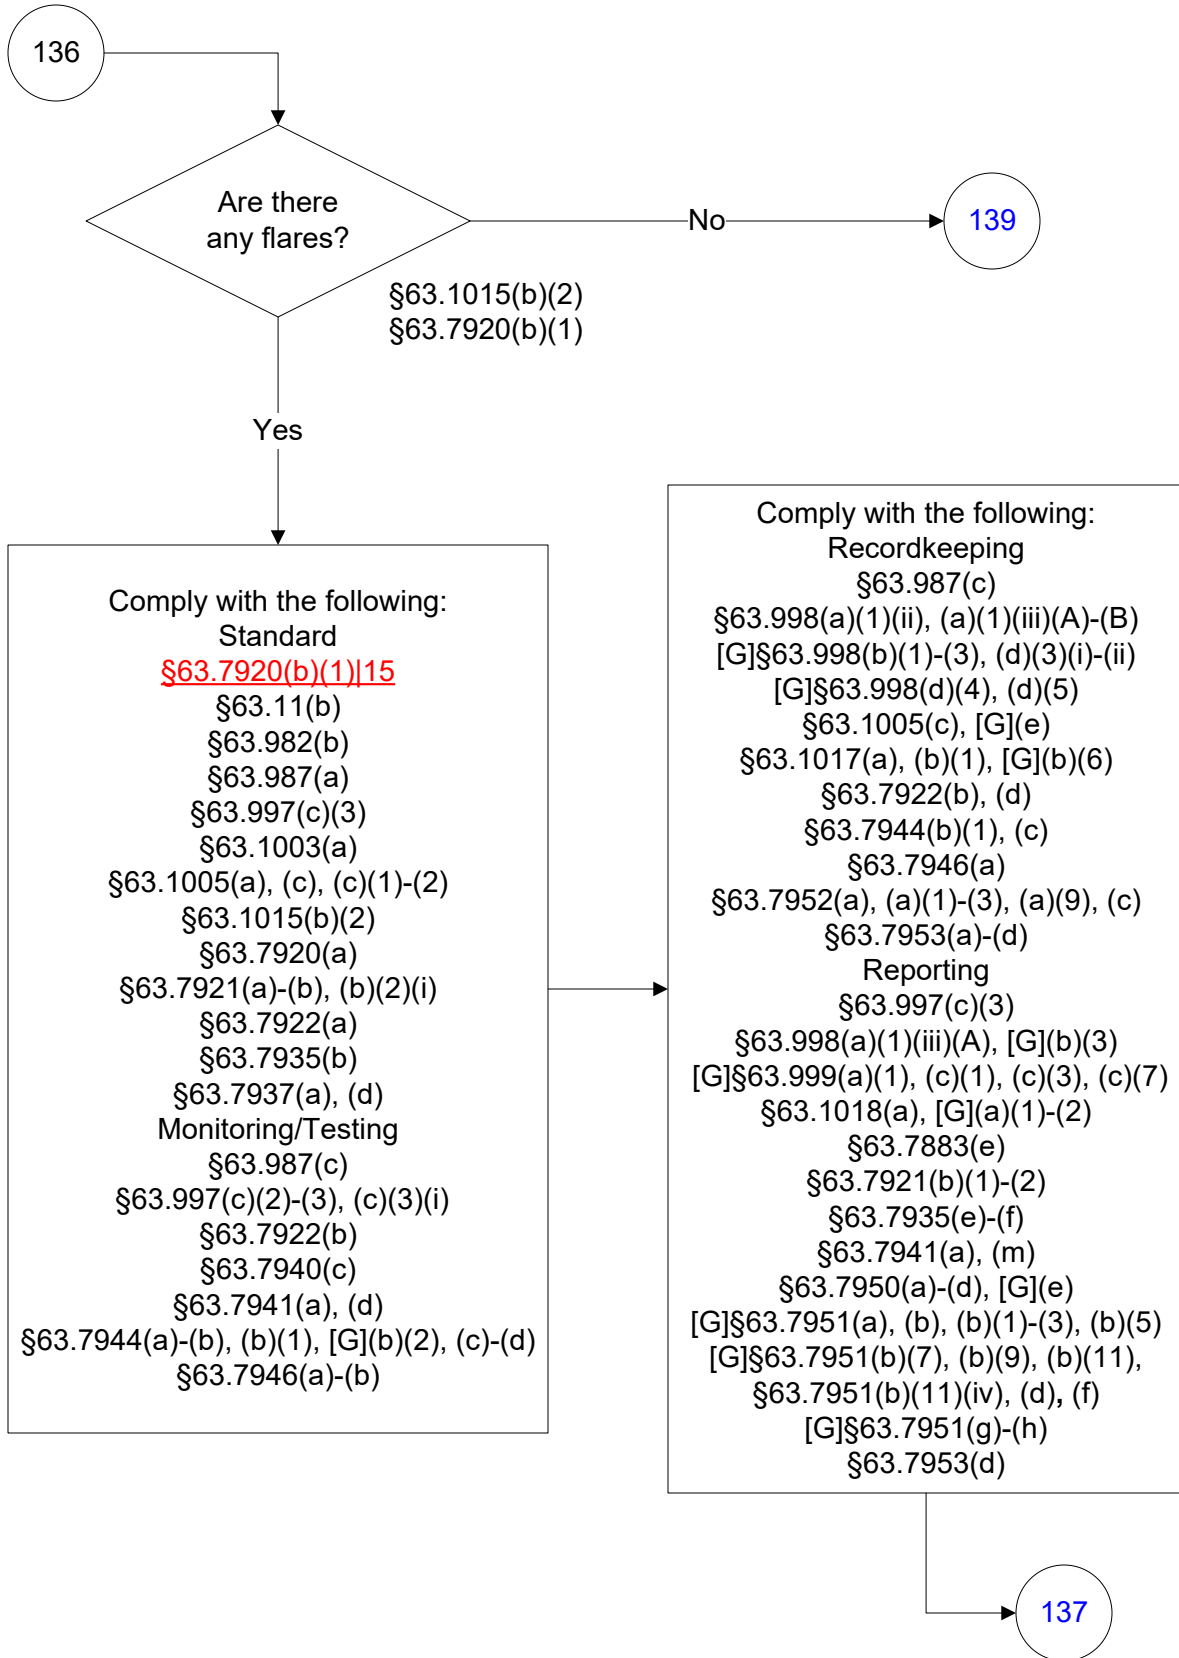 136
Are there
any flares?
No
139
§63.1015(b)(2)
§63.7920(b)(1)
Yes
Comply with the following:
Standard
§63.7920(b)(1)|15
§63.11(b)
§63.982(b)
§63.987(a)
§63.997(c)(3)
§63.1003(a)
§63.1005(a), (c), (c)(1)-(2)
§63.1015(b)(2)
§63.7920(a)
§63.7921(a)-(b), (b)(2)(i)
§63.7922(a)
§63.7935(b)
§63.7937(a), (d)
Monitoring/Testing
§63.987(c)
§63.997(c)(2)-(3), (c)(3)(i)
§63.7922(b)
§63.7940(c)
§63.7941(a), (d)
§63.7944(a)-(b), (b)(1), [G](b)(2), (c)-(d)
§63.7946(a)-(b)
Comply with the following:
Recordkeeping
§63.987(c)
§63.998(a)(1)(ii), (a)(1)(iii)(A)-(B)
[G]§63.998(b)(1)-(3), (d)(3)(i)-(ii)
[G]§63.998(d)(4), (d)(5)
§63.1005(c), [G](e)
§63.1017(a), (b)(1), [G](b)(6)
§63.7922(b), (d)
§63.7944(b)(1), (c)
§63.7946(a)
§63.7952(a), (a)(1)-(3), (a)(9), (c)
§63.7953(a)-(d)
Reporting
§63.997(c)(3)
§63.998(a)(1)(iii)(A), [G](b)(3)
[G]§63.999(a)(1), (c)(1), (c)(3), (c)(7)
§63.1018(a), [G](a)(1)-(2)
§63.7883(e)
§63.7921(b)(1)-(2)
§63.7935(e)-(f)
§63.7941(a), (m)
§63.7950(a)-(d), [G](e)
[G]§63.7951(a), (b), (b)(1)-(3), (b)(5)
[G]§63.7951(b)(7), (b)(9), (b)(11),
§63.7951(b)(11)(iv), (d), (f)
[G]§63.7951(g)-(h)
§63.7953(d)
137